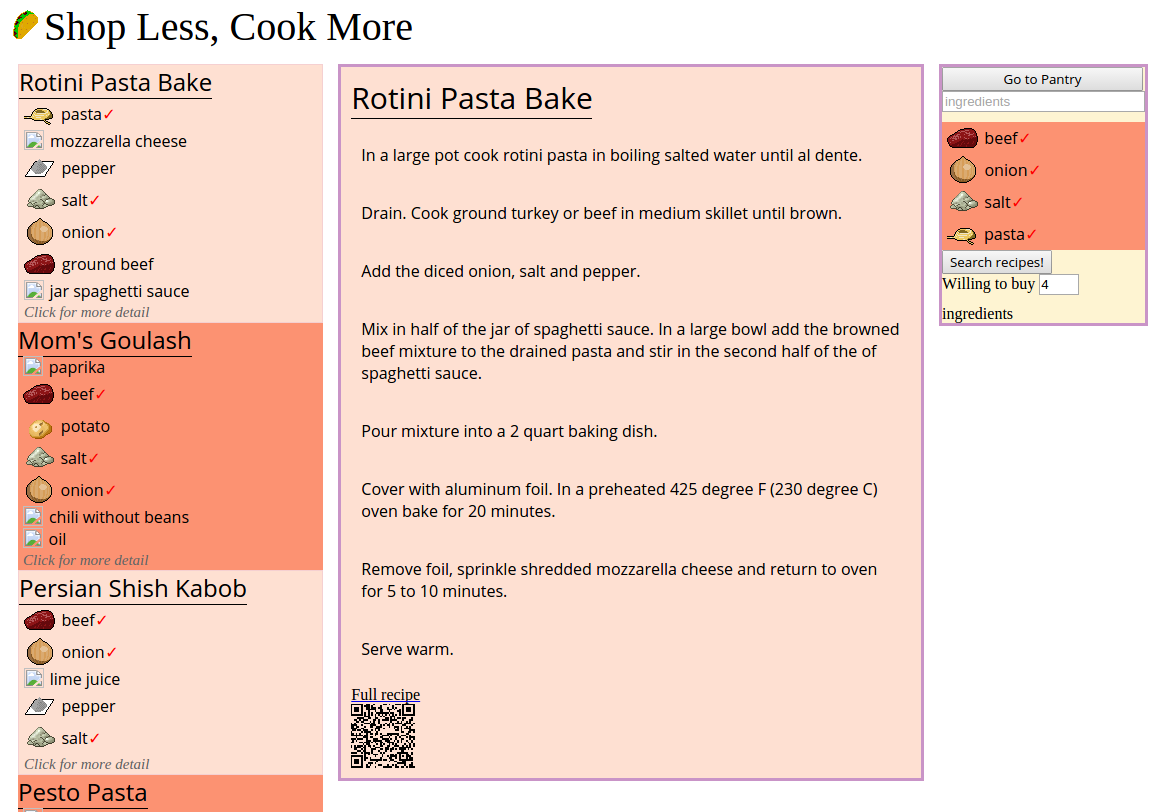 Shop Less, Cook More
Rotini Pasta Bake
pasta✓
mozzarella cheese
pepper
salt✓
onion✓
ground beef
jar spaghetti sauce
Click for more detail
Mom's Goulash
paprika
beef✓
potato
salt✓
onion✓
chili without beans
oil
Click for more detail
Persian Shish Kabob
beef✓
onion✓
lime juice
pepper
salt✓
Click for more detail
Pesto Pasta
Rotini Pasta Bake
In a large pot cook rotini pasta in boiling salted water until al dente.
Drain. Cook ground turkey or beef in medium skillet until brown.
Add the diced onion, salt and pepper.
Mix in half of the jar of spaghetti sauce. In a large bowl add the browned
beef mixture to the drained pasta and stir in the second half of the of
spaghetti sauce.
Pour mixture into a 2 quart baking dish.
Cover with aluminum foil. In a preheated 425 degree F (230 degree C)
oven bake for 20 minutes.
Remove foil, sprinkle shredded mozzarella cheese and return to oven
for 5 to 10 minutes.
Serve warm.
Full recipe
Go to Pantry
ingredients
beef✓
onion✓
salt✓
pasta✓
Search recipes!
Willing to buy 4
ingredients